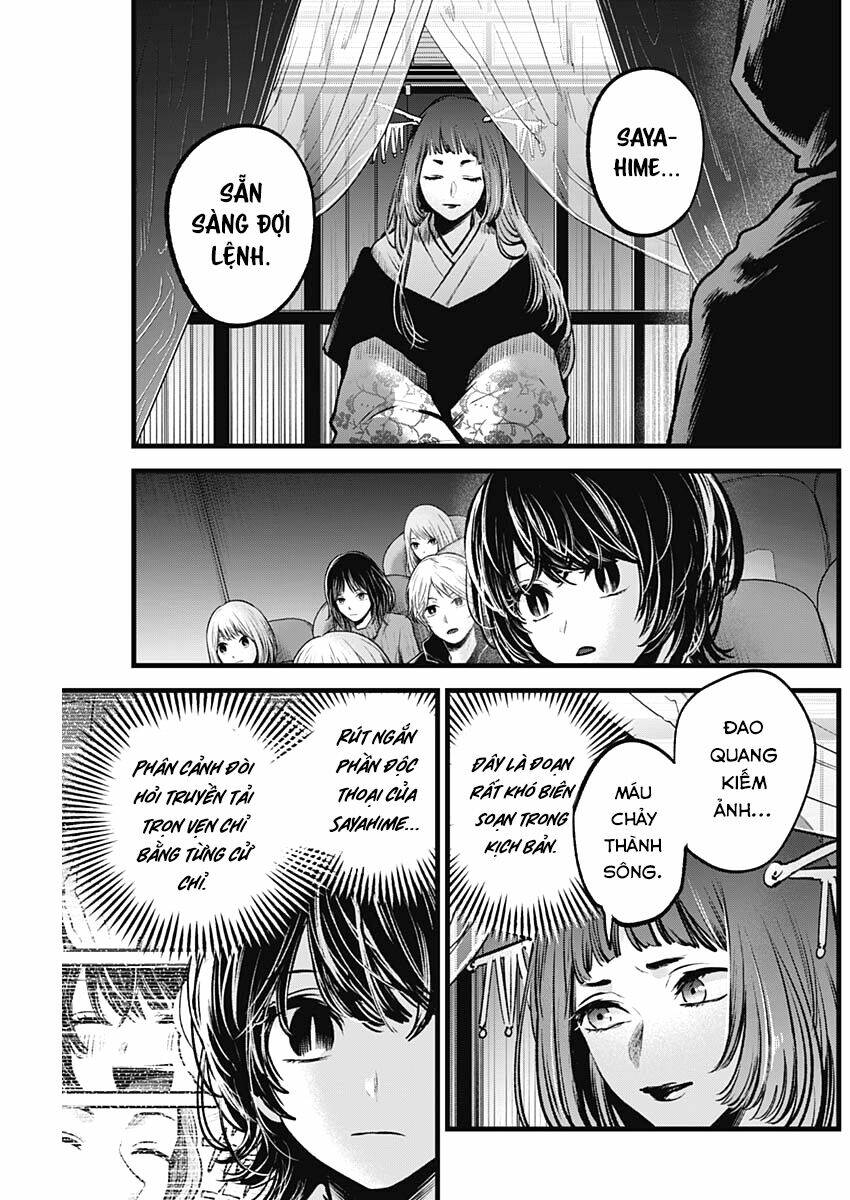 SAYA-
HIME...
SẴN
SÀNG ĐỢI
LỆNH.
ĐAO
QUANG
KIẾM
ẢNH...
MÁU
CHẢY
THÀNH
SÔNG.
ĐÂY LÀ ĐOẠN
RẤT KHÓ BIÊN
SOẠN TRONG
KỊCH BẢN.
RÚT NGẮN
PHẦN ĐỘC
THOẠI CỦA
SAYAHIME...
PHÂN CẢNH ĐÒI
HỎI TRUYỀN TẢI
TRỌN VẸN CHỈ
BẰNG TỪNG CỬ
CHỈ.